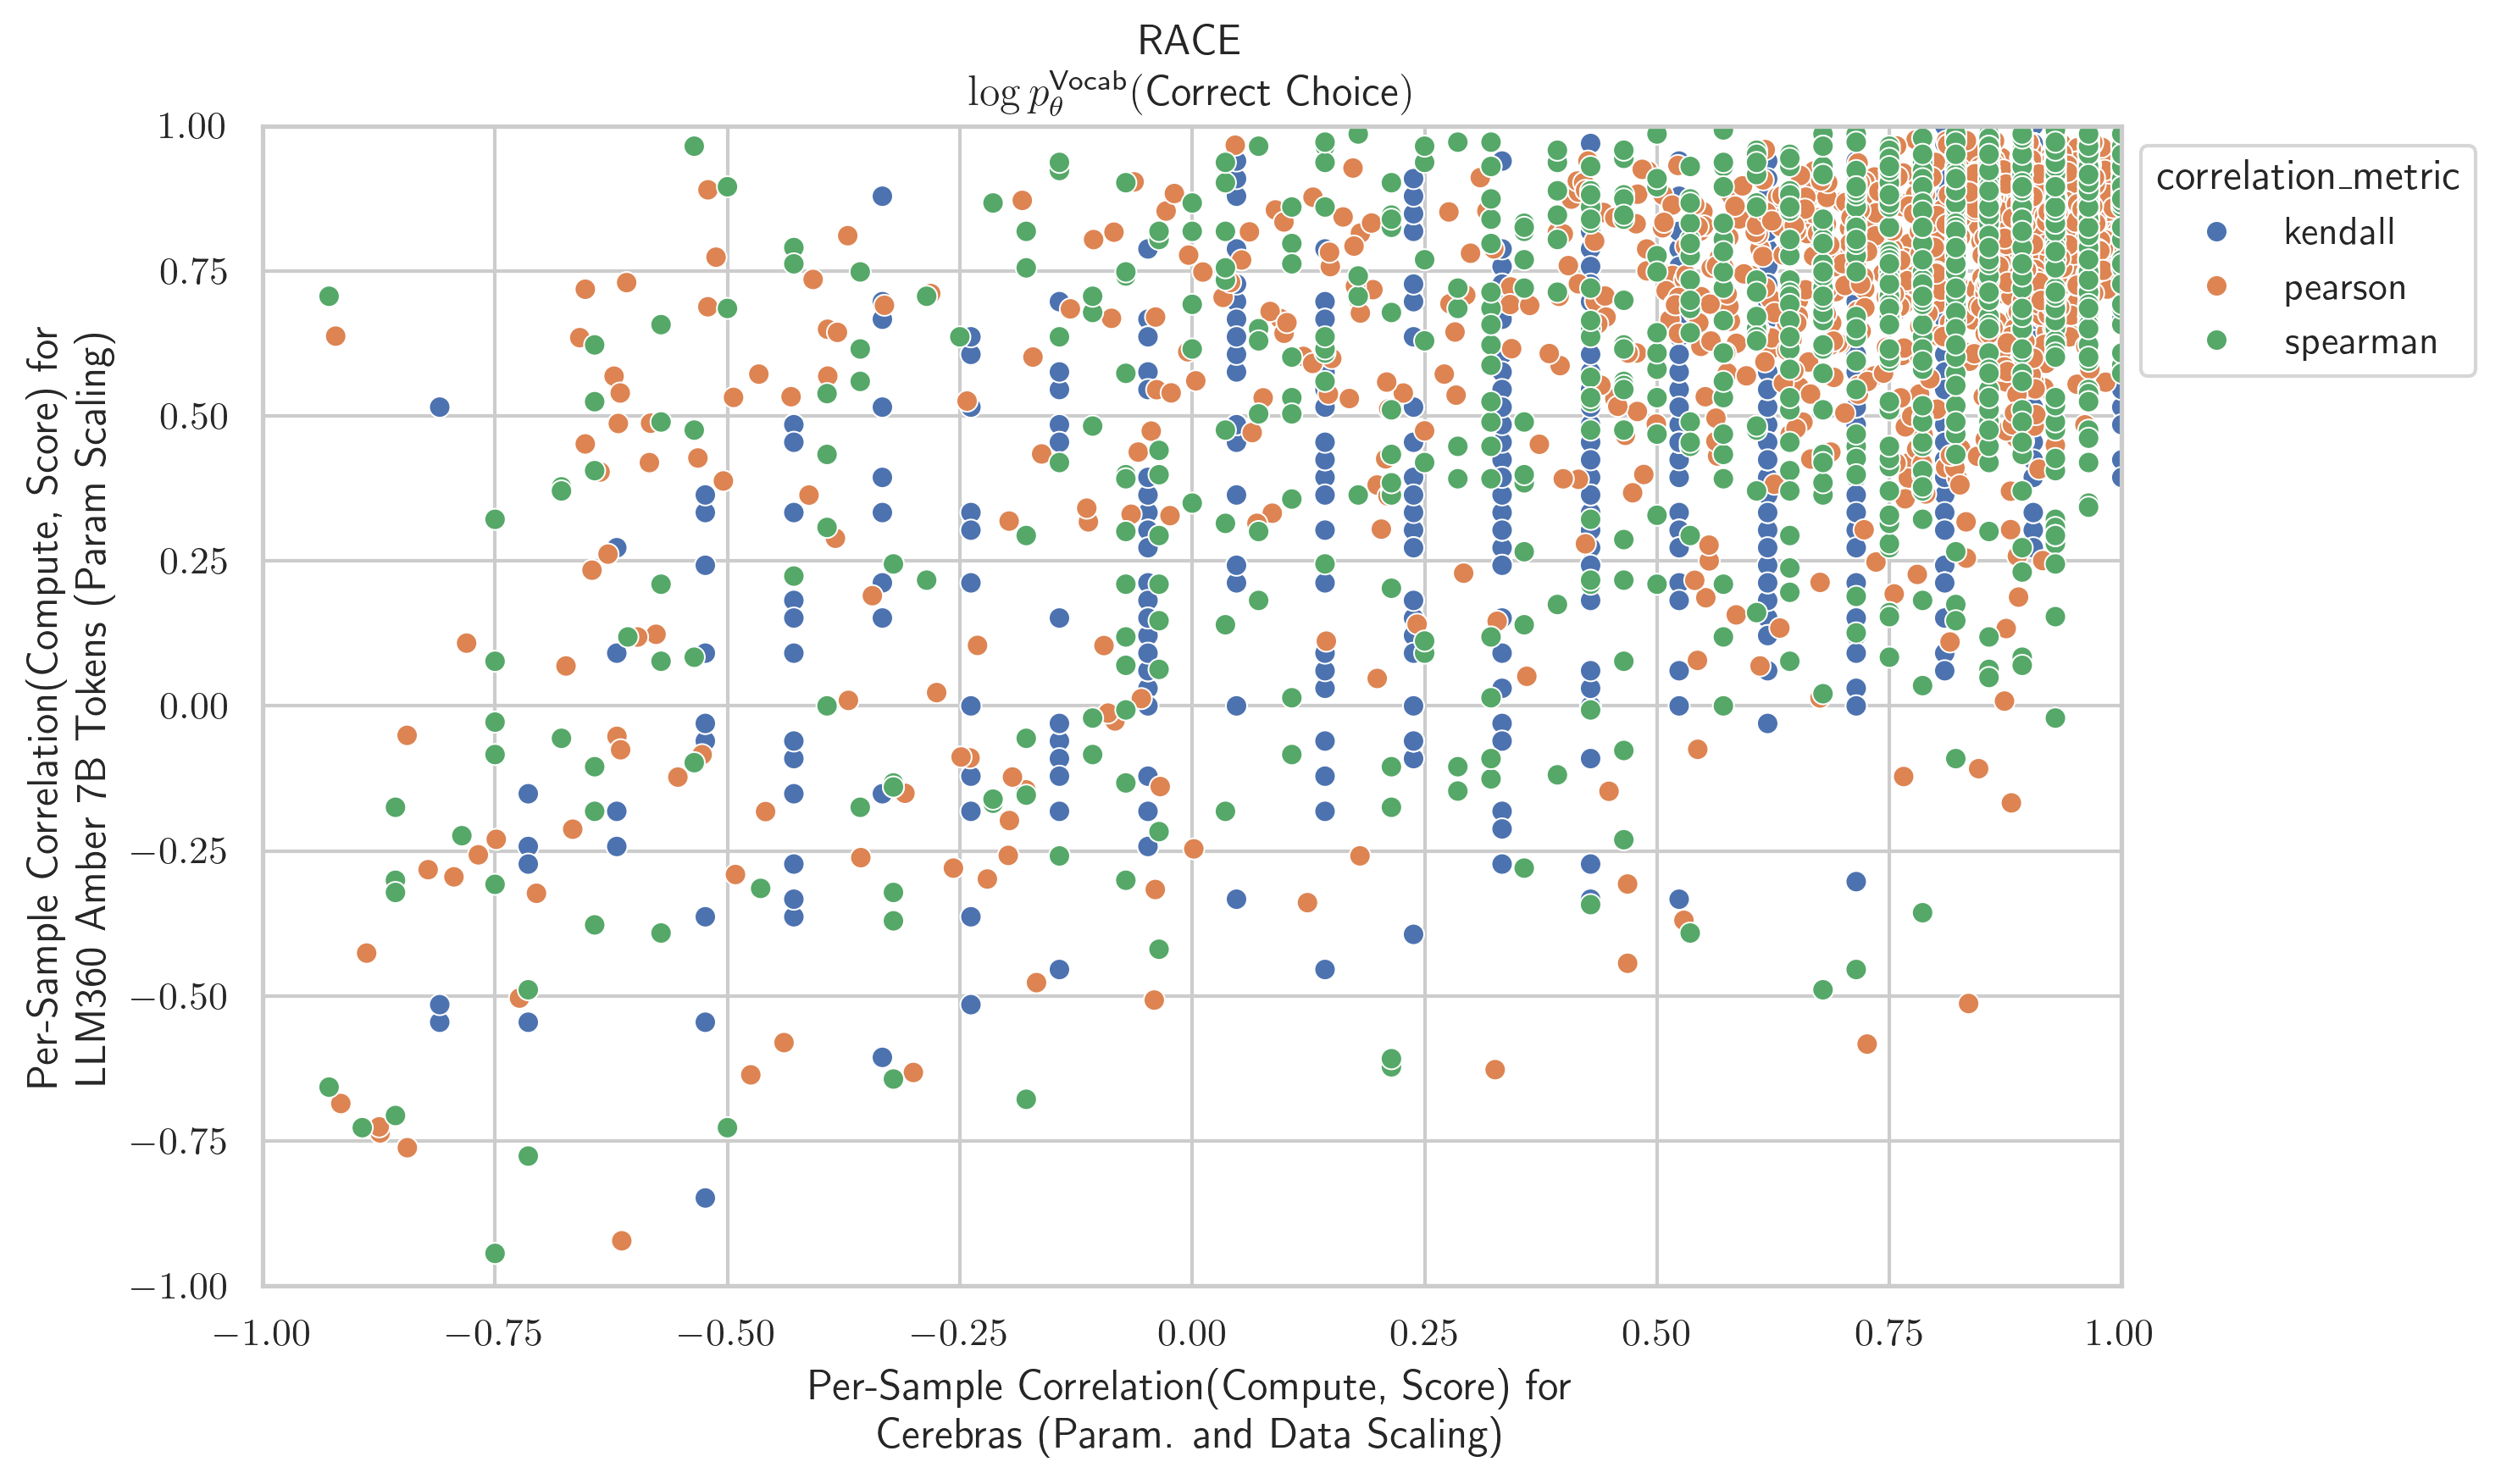 RACE
log p_θ^Vocab(Correct Choice)
1.00
0.75
0.50
0.25
0.00
−0.25
−0.50
−0.75
−1.00
Per-Sample Correlation(Compute, Score) for
LLM360 Amber 7B Tokens (Param Scaling)
−1.00
−0.75
−0.50
−0.25
0.00
0.25
0.50
0.75
1.00
Per-Sample Correlation(Compute, Score) for
Cerebras (Param. and Data Scaling)
correlation_metric
kendall
pearson
spearman